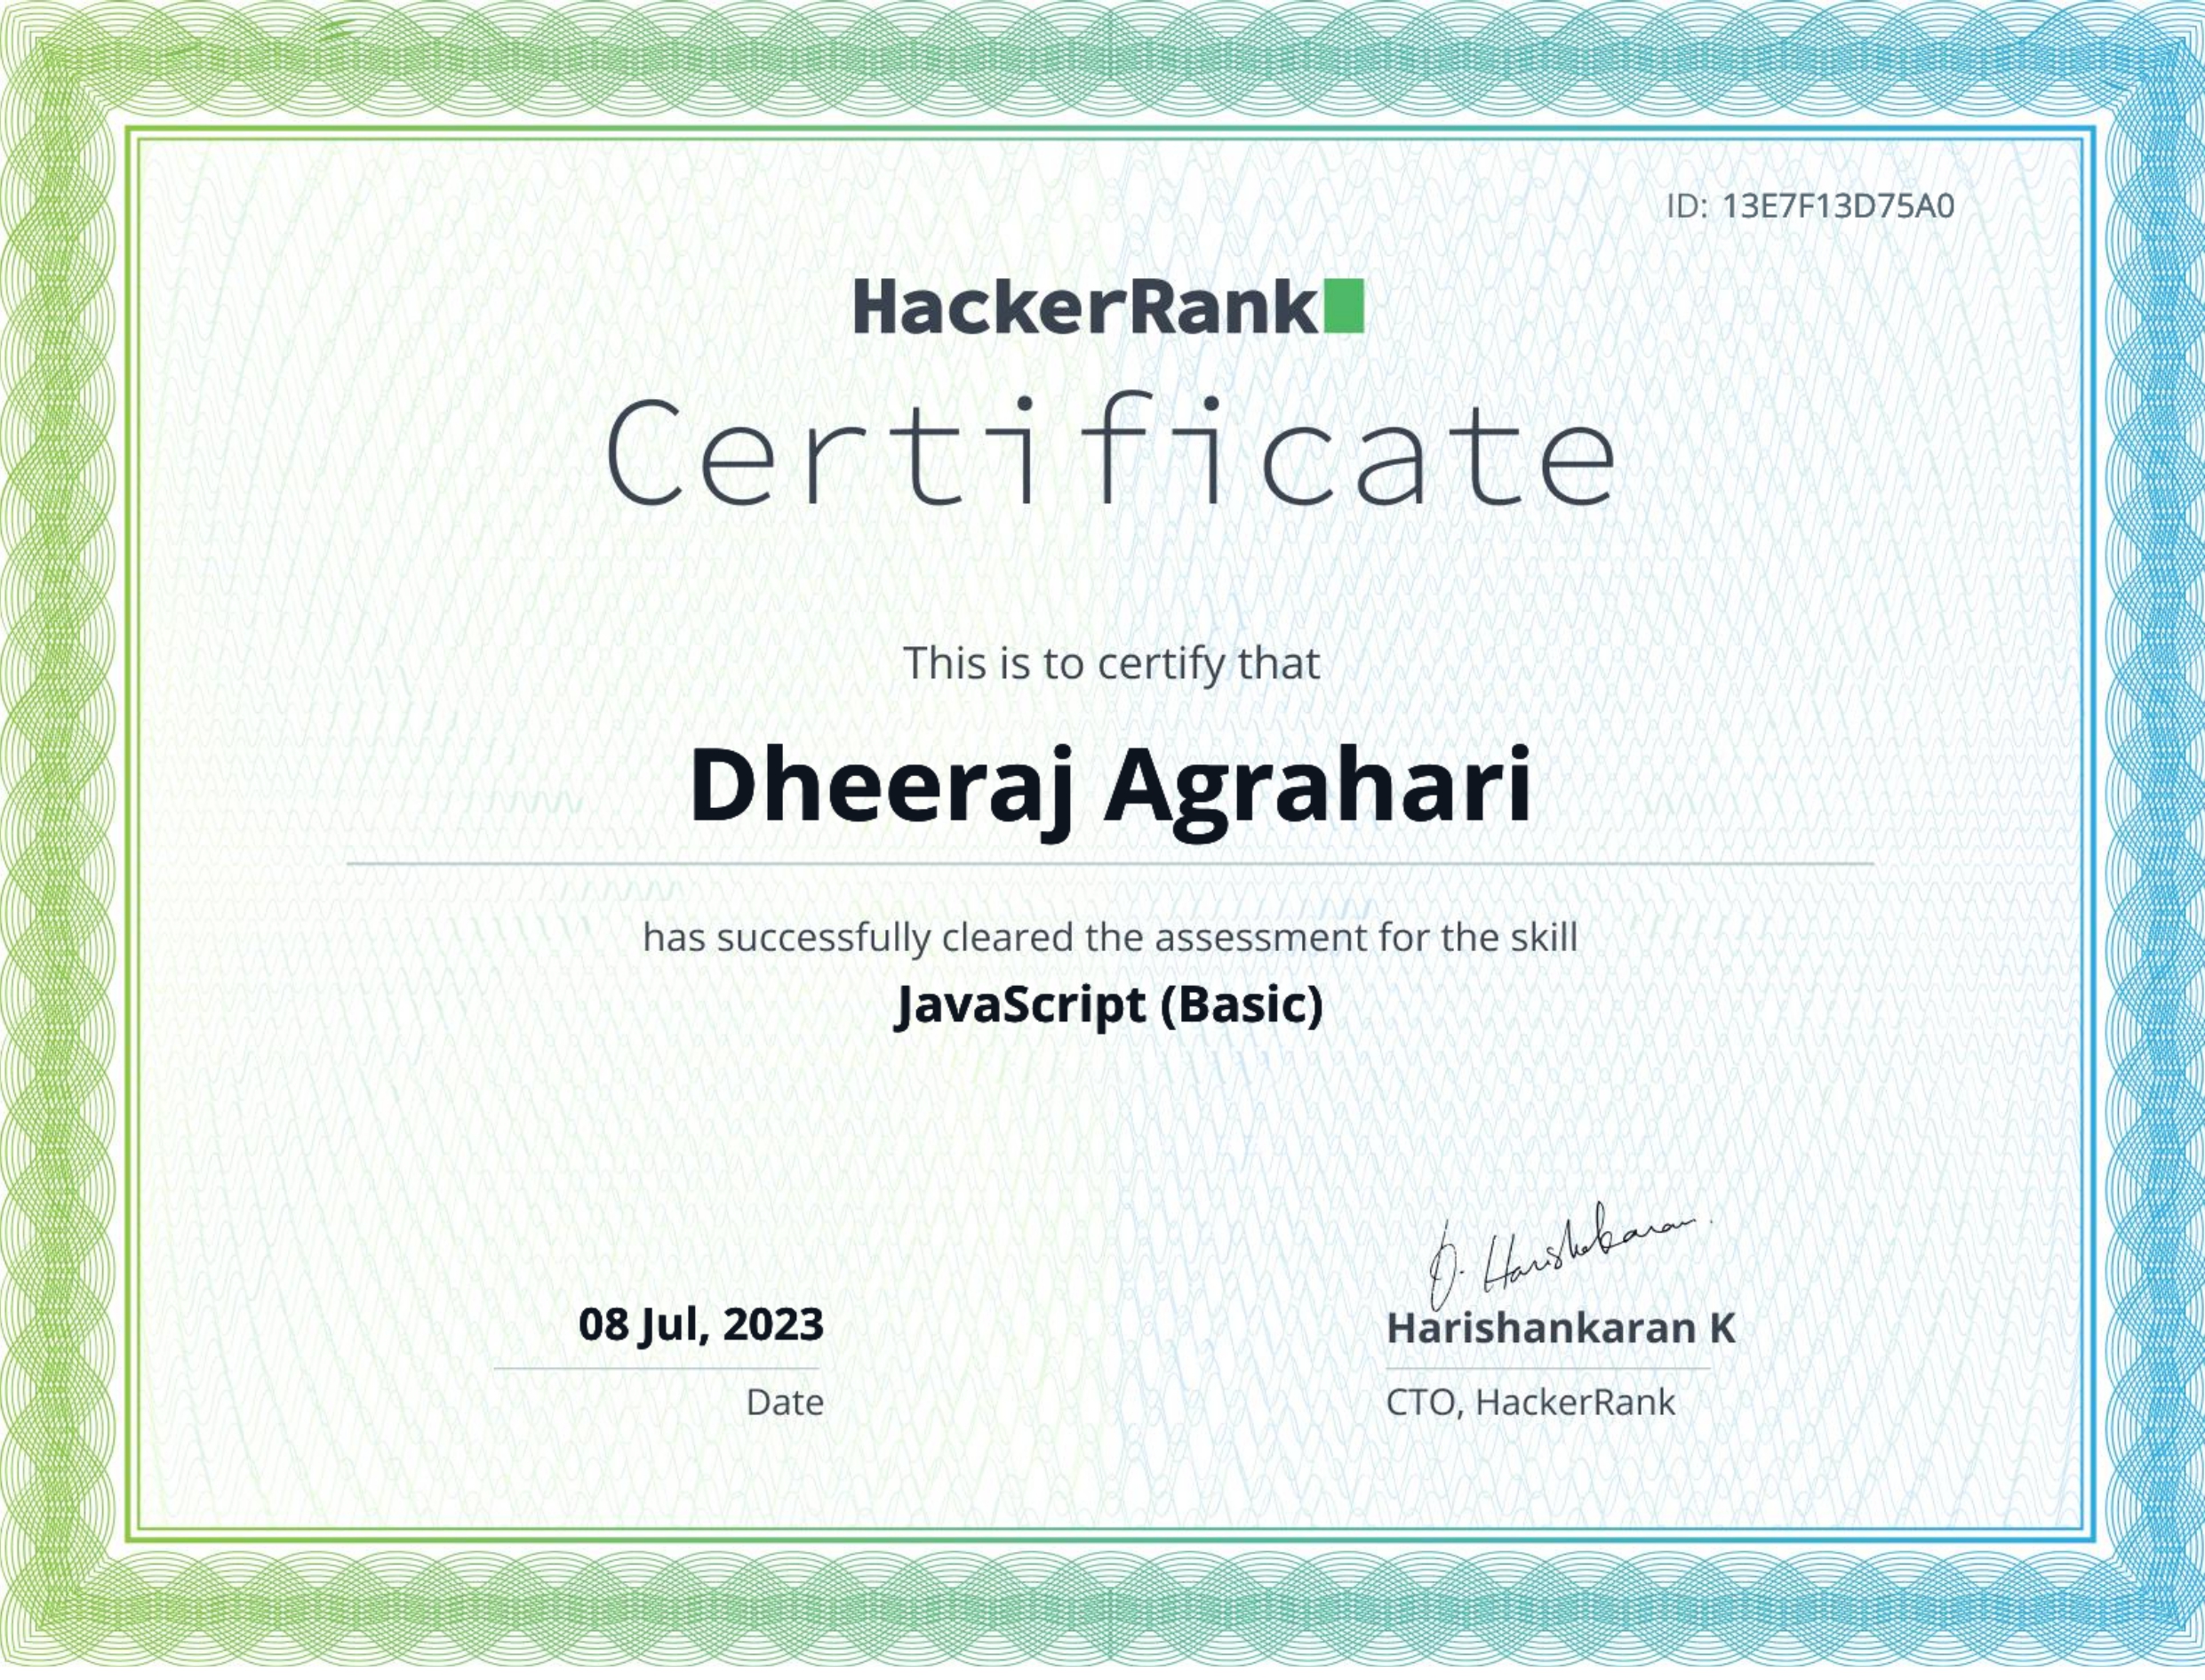 ID: 13E7F13D75A0
HackerRank
Certificate
This is to certify that
Dheeraj Agrahari
has successfully cleared the assessment for the skill
JavaScript (Basic)
08 Jul, 2023
Date
Harishankaran K
CTO, HackerRank